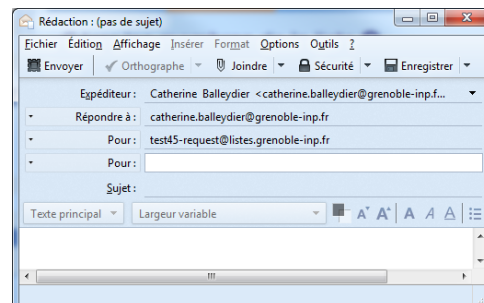 Rédaction : (pas de sujet)
Fichier Édition Affichage Insérer Format Options Outils ?
Envoyer Orthographe Joindre Sécurité Enregistrer
Expéditeur : Catherine Balleydier <catherine.balleydier@grenoble-inp.f...
Répondre à : catherine.balleydier@grenoble-inp.fr
Pour : test45-request@listes.grenoble-inp.fr
Pour :
Sujet :
Texte principal Largeur variable A A A A A